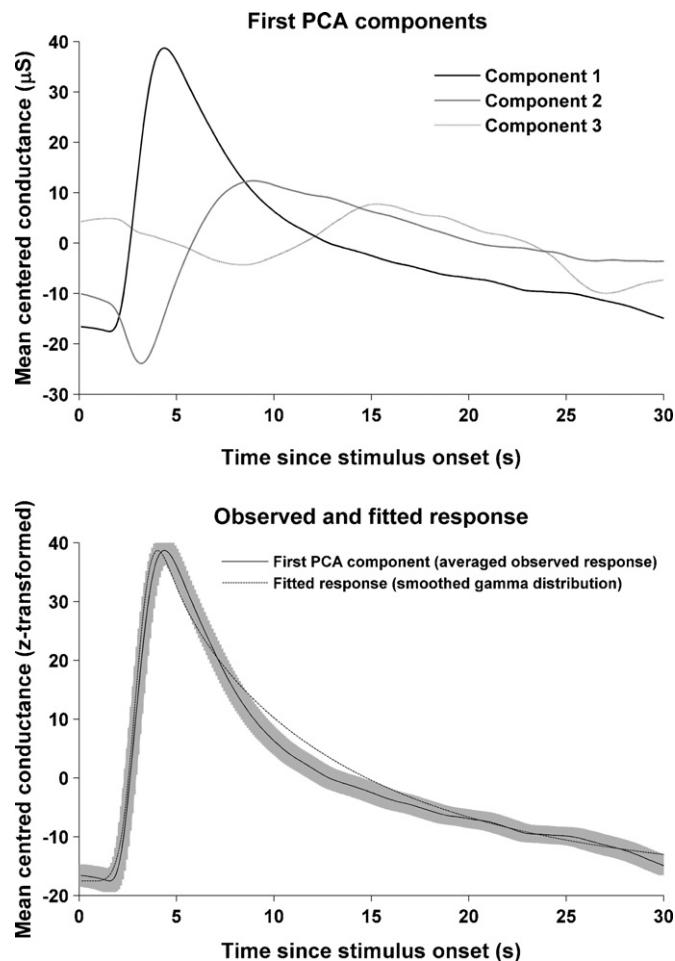 First PCA components
Mean centered conductance (μS)
40
30
20
10
0
-10
-20
-30
Component 1
Component 2
Component 3
0 5 10 15 20 25 30
Time since stimulus onset (s)
Observed and fitted response
Mean centred conductance (z-transformed)
40
30
20
10
0
-10
-20
First PCA component (averaged observed response)
Fitted response (smoothed gamma distribution)
0 5 10 15 20 25 30
Time since stimulus onset (s)